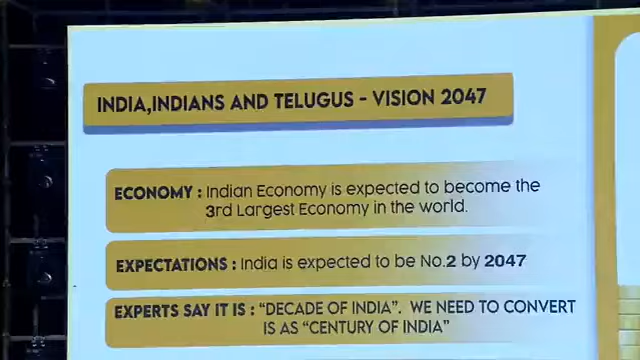 INDIA,INDIANS AND TELUGUS - VISION 2047
ECONOMY : Indian Economy is expected to become the
3rd Largest Economy in the world.
EXPECTATIONS : India is expected to be No.2 by 2047
EXPERTS SAY IT IS : "DECADE OF INDIA". WE NEED TO CONVERT
IS AS "CENTURY OF INDIA"